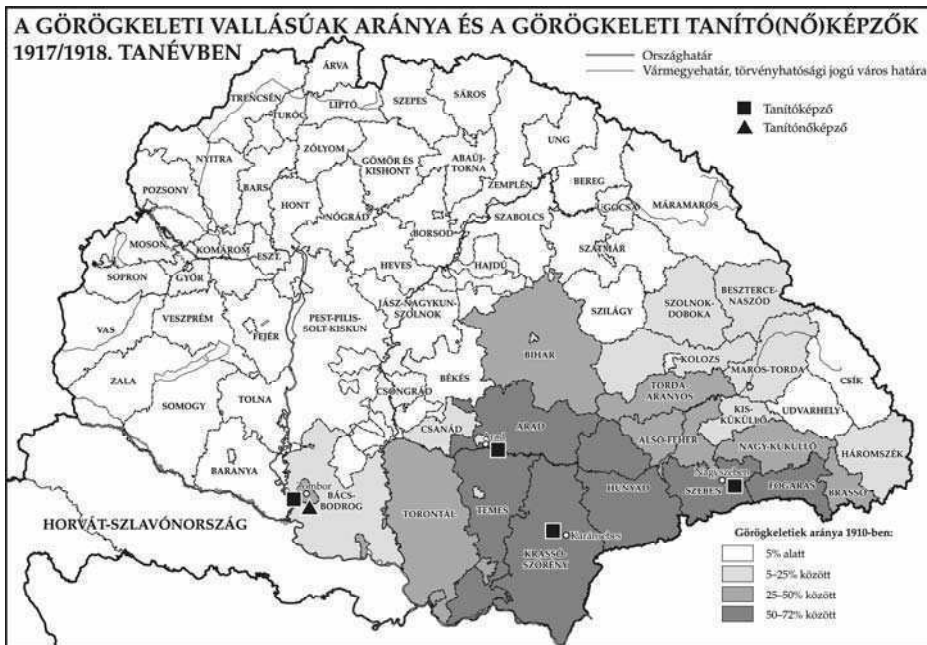 A GÖRÖGKELETI VALLÁSÚAK ARÁNYA ÉS A GÖRÖGKELETI TANÍTÓ(NŐ)KÉPZŐK
1917/1918. TANÉVBEN
Országhatár
Vármegyehatár, törvényhatósági jogú város határa
Tanítóképző
Tanítónőképző
ÁRVA
TRENCSÉN
LIPTÓ
SZEPES
SÁROS
TURÓC
ZÓLYOM
UNG
NYITRA
GÖMÖR ÉS
KISHONT
ABAÚJ-
TORNA
ZEMPLÉN
BEREG
POZSONY
BARS
HONT
NÓGRÁD
BORSOD
SZABOLCS
UGOCSA
MÁRAMAROS
MOSON
KOMÁROM
ESZT.
SZATMÁR
SOPRON
GYŐR
HEVES
HAJDÚ
VAS
VESZPRÉM
FEJÉR
PEST-PILIS-
SOLT-KISKUN
JÁSZ-NAGYKUN-
SZOLNOK
SZILÁGY
SZOLNOK-
DOBOKA
BESZTERCE-
NASZÓD
BIHAR
KOLOZS
MAROS-TORDA
CSÍK
ZALA
SOMOGY
TOLNA
CSONGRÁD
BÉKÉS
TORDA-
ARANYOS
UDVARHELY
CSANÁD
ARAD
Arad
KIS-
KÜKÜLLŐ
ALSÓ-FEHÉR
NAGY-KÜKÜLLŐ
HÁROMSZÉK
BARANYA
Zombor
BÁCS-
BODROG
TORONTÁL
TEMES
HUNYAD
Nagyszeben
SZEBEN
FOGARAS
BRASSÓ
HORVÁT-SZLAVÓNORSZÁG
Karánsebes
KRASSÓ-
SZÖRÉNY
Görögkeletiek aránya 1910-ben:
5% alatt
5–25% között
25–50% között
50–72% között